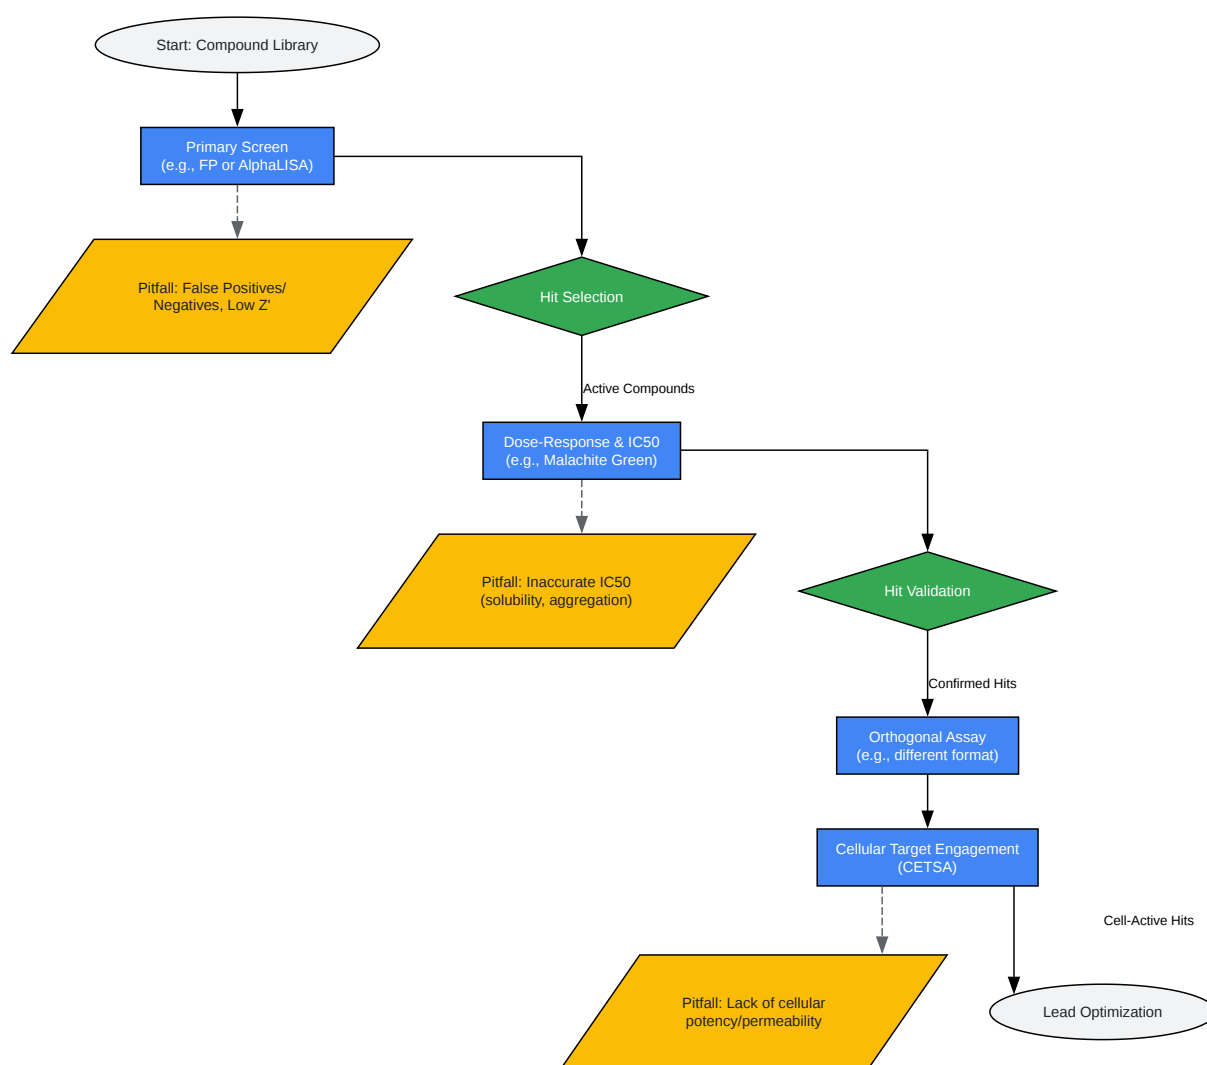 Start: Compound Library
Primary Screen
(e.g., FP or AlphaLISA)
Pitfall: False Positives/
Negatives, Low Z'
Hit Selection
Active Compounds
Dose-Response & IC50
(e.g., Malachite Green)
Pitfall: Inaccurate IC50
(solubility, aggregation)
Hit Validation
Confirmed Hits
Orthogonal Assay
(e.g., different format)
Cellular Target Engagement
(CETSA)
Cell-Active Hits
Pitfall: Lack of cellular
potency/permeability
Lead Optimization